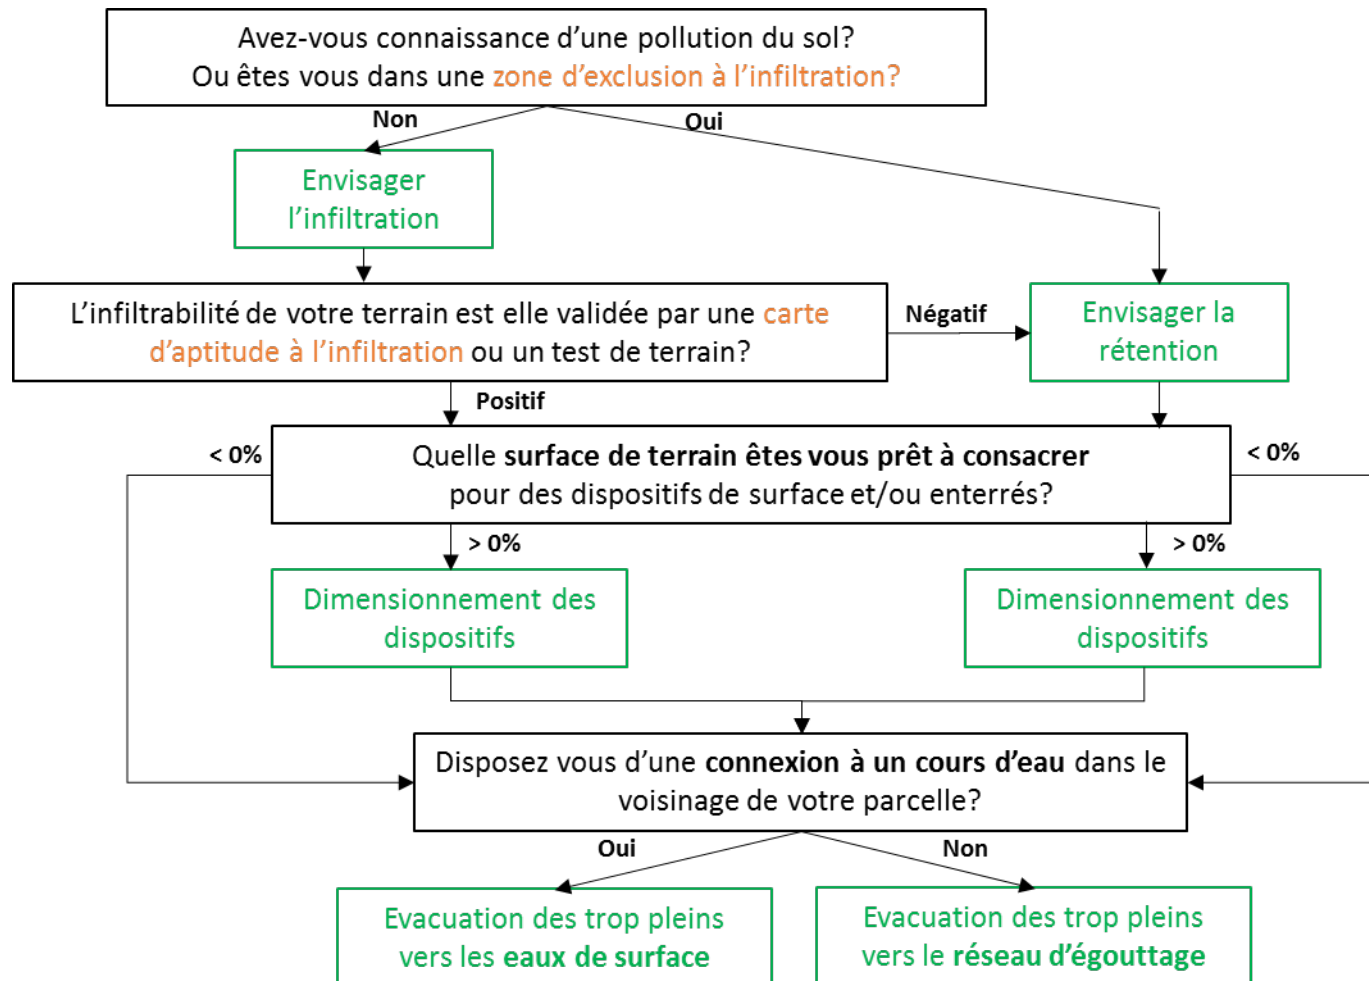 Avez-vous connaissance d’une pollution du sol?
Ou êtes vous dans une zone d’exclusion à l’infiltration?
Non
Oui
Envisager
l’infiltration
L’infiltrabilité de votre terrain est elle validée par une carte
d’aptitude à l’infiltration ou un test de terrain?
Négatif
Envisager la
rétention
Positif
< 0%
Quelle surface de terrain êtes vous prêt à consacrer
pour des dispositifs de surface et/ou enterrés?
< 0%
> 0%
> 0%
Dimensionnement des
dispositifs
Dimensionnement des
dispositifs
Disposez vous d’une connexion à un cours d’eau dans le
voisinage de votre parcelle?
Oui
Non
Evacuation des trop pleins
vers les eaux de surface
Evacuation des trop pleins
vers le réseau d’égouttage